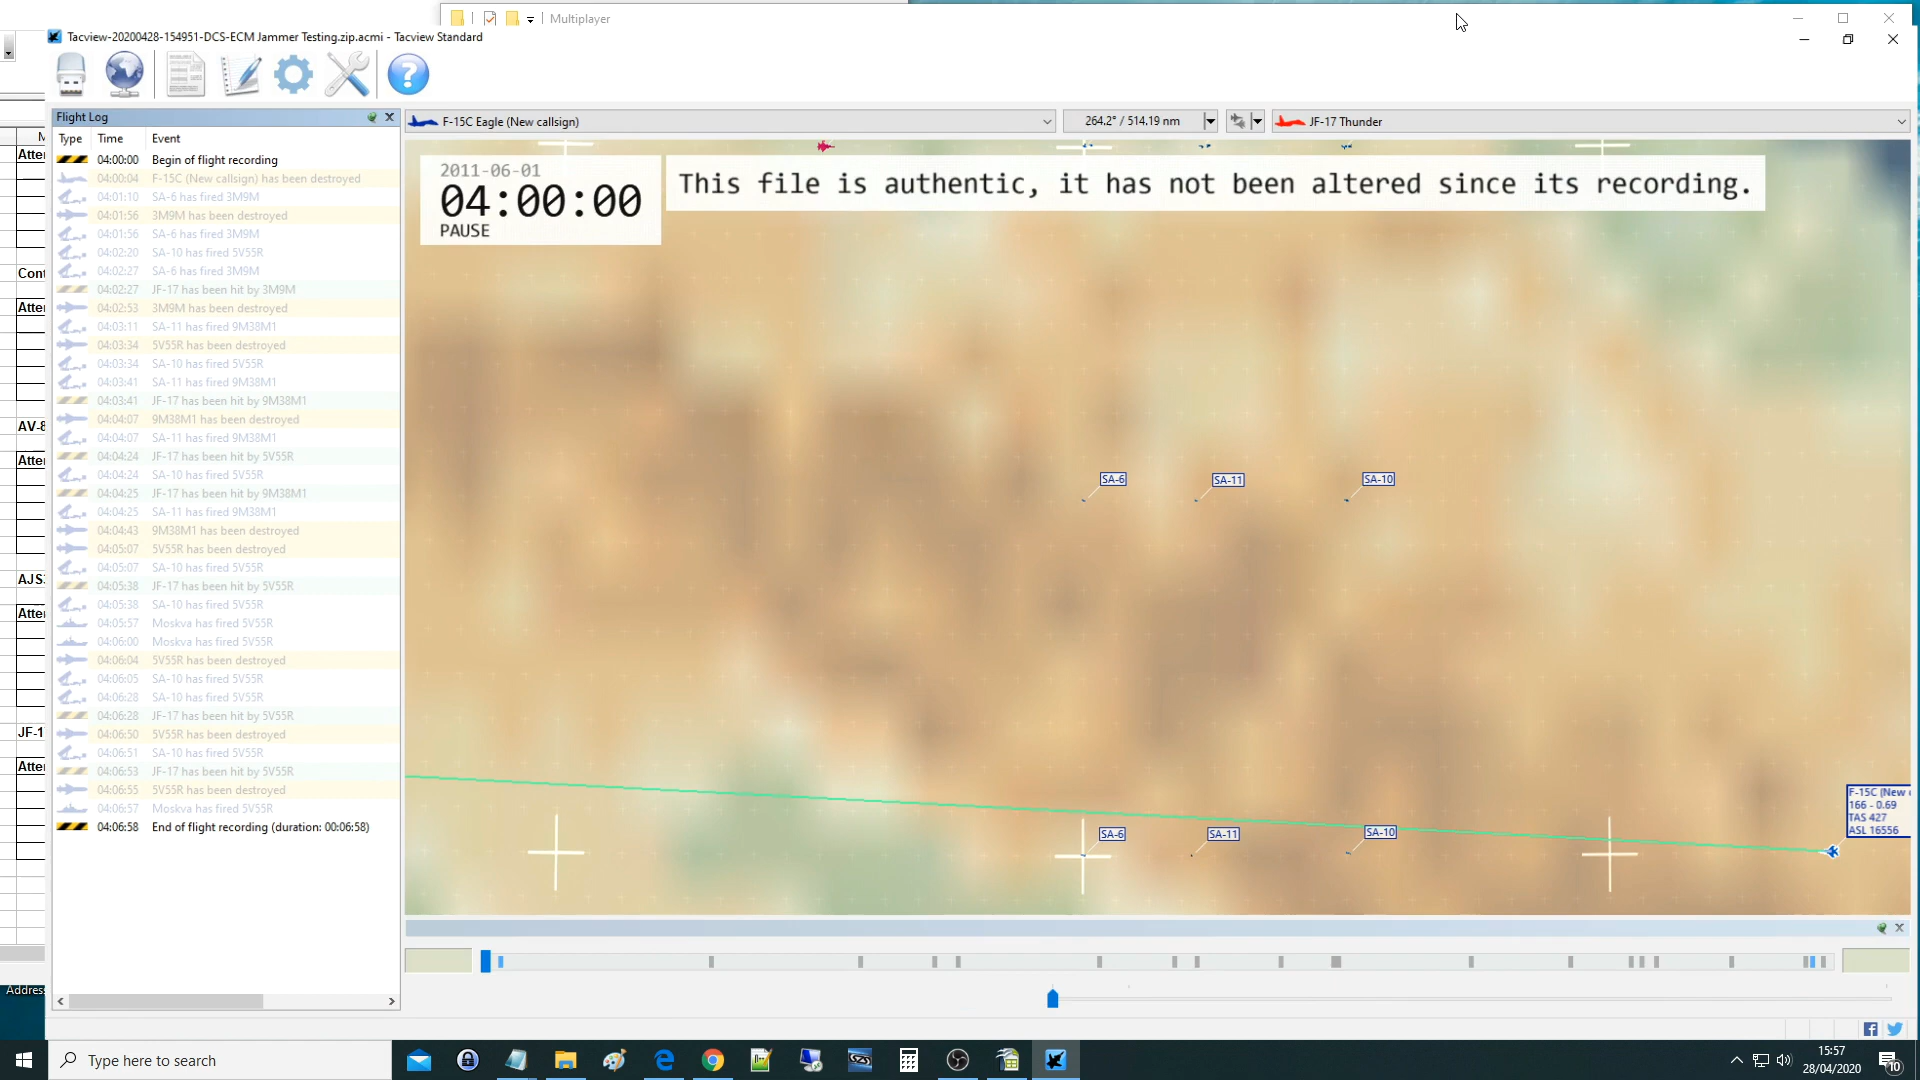 Multiplayer
Tacview-20200428-154951-DCS-ECM Jammer Testing.zip.acmi - Tacview Standard
Flight Log
F-15C Eagle (New callsign)
264.2° / 514.19 nm
JF-17 Thunder
Type Time Event
04:00:00 Begin of flight recording
04:00:04 F-15C (New callsign) has been destroyed
04:01:10 SA-6 has fired 3M9M
04:01:56 3M9M has been destroyed
04:01:56 SA-6 has fired 3M9M
04:02:20 SA-10 has fired 5V55R
04:02:27 SA-6 has fired 3M9M
04:02:27 JF-17 has been hit by 3M9M
04:02:53 3M9M has been destroyed
04:03:11 SA-11 has fired 9M38M1
04:03:34 5V55R has been destroyed
04:03:34 SA-10 has fired 5V55R
04:03:41 SA-11 has fired 9M38M1
04:03:41 JF-17 has been hit by 9M38M1
04:04:07 9M38M1 has been destroyed
04:04:07 SA-11 has fired 9M38M1
04:04:24 JF-17 has been hit by 5V55R
04:04:24 SA-10 has fired 5V55R
04:04:25 JF-17 has been hit by 9M38M1
04:04:25 SA-11 has fired 9M38M1
04:04:43 9M38M1 has been destroyed
04:05:07 5V55R has been destroyed
04:05:07 SA-10 has fired 5V55R
04:05:38 JF-17 has been hit by 5V55R
04:05:38 SA-10 has fired 5V55R
04:05:57 Moskva has fired 5V55R
04:06:00 Moskva has fired 5V55R
04:06:04 5V55R has been destroyed
04:06:05 SA-10 has fired 5V55R
04:06:28 SA-10 has fired 5V55R
04:06:28 JF-17 has been hit by 5V55R
04:06:50 5V55R has been destroyed
04:06:51 SA-10 has fired 5V55R
04:06:53 JF-17 has been hit by 5V55R
04:06:55 5V55R has been destroyed
04:06:57 Moskva has fired 5V55R
04:06:58 End of flight recording (duration: 00:06:58)
2011-06-01
04:00:00
PAUSE
This file is authentic, it has not been altered since its recording.
SA-6
SA-11
SA-10
SA-6
SA-11
SA-10
F-15C (New
166 - 0.69
TAS 427
ASL 16556
M
Atte
Cont
Atte
AV-8
Atte
AJS
Atte
JF-1
Atte
Address
Type here to search
15:57
28/04/2020
10